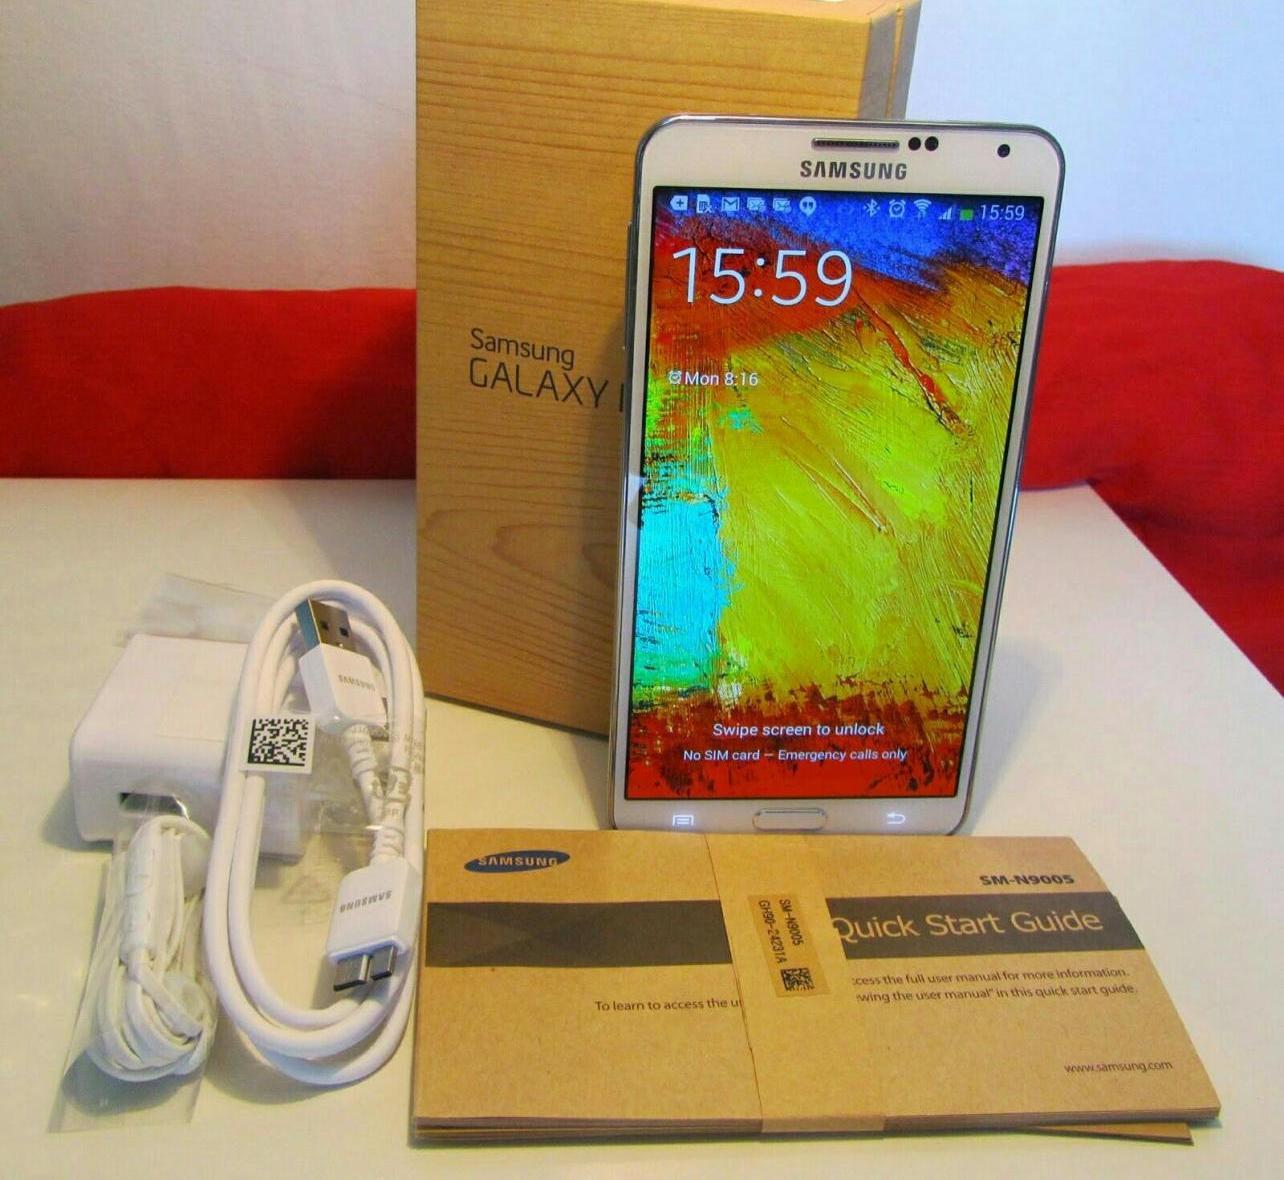 SAMSUNG
15:59
15:59
Mon 8:16
Samsung
GALAXY
Swipe screen to unlock
No SIM card — Emergency calls only
SAMSUNG
SAMSUNG
SAMSUNG
SM-N9005
Quick Start Guide
SM-N9005
GH90-24231A
To learn to access the
ccess the full user manual for more information.
wing the user manual" in this quick start guide.
www.samsung.com